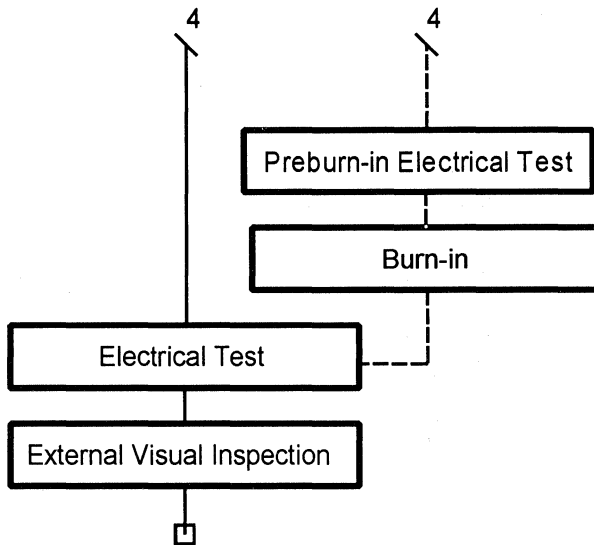 4
4
Preburn-in Electrical Test
Burn-in
Electrical Test
External Visual Inspection